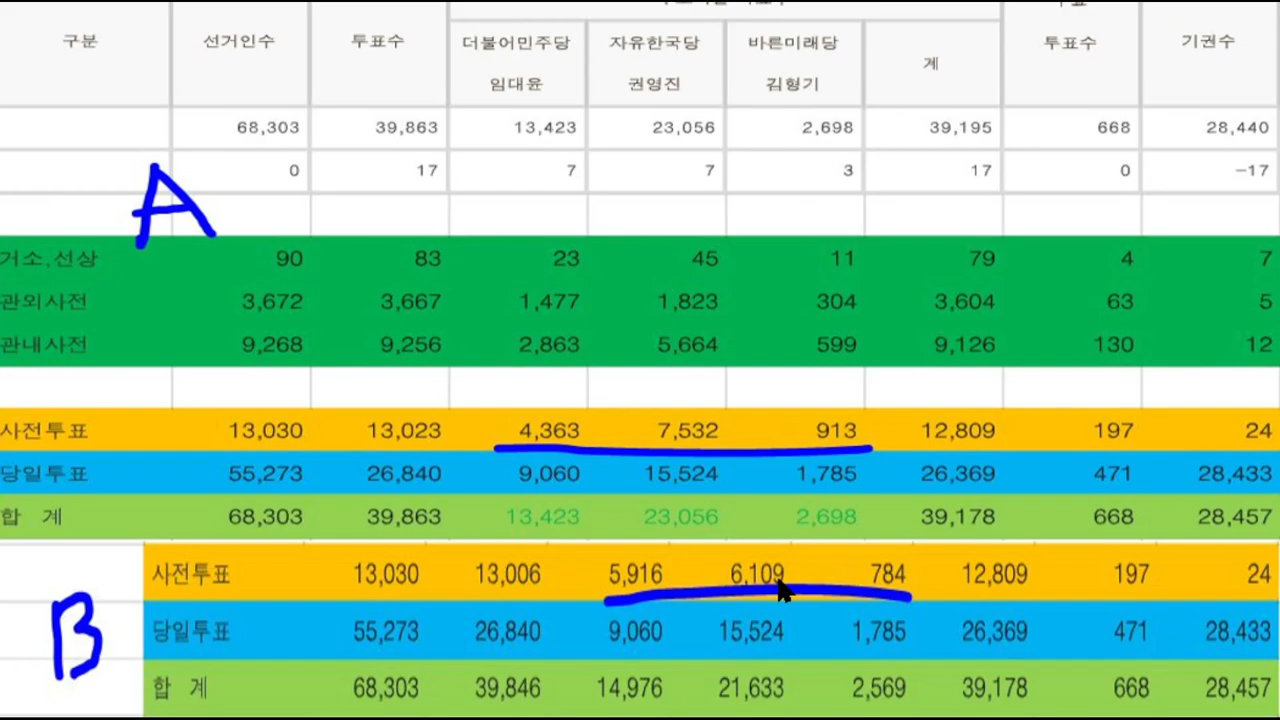 구분 선거인수 투표수 더불어민주당 자유한국당 바른미래당 계 투표수 기권수
임대윤 권영진 김형기
68,303 39,863 13,423 23,056 2,698 39,195 668 28,440
0 17 7 7 3 17 0 -17
A
거소,선상 90 83 23 45 11 79 4 7
관외사전 3,672 3,667 1,477 1,823 304 3,604 63 5
관내사전 9,268 9,256 2,863 5,664 599 9,126 130 12
사전투표 13,030 13,023 4,363 7,532 913 12,809 197 24
당일투표 55,273 26,840 9,060 15,524 1,785 26,369 471 28,433
합 계 68,303 39,863 13,423 23,056 2,698 39,178 668 28,457
사전투표 13,030 13,006 5,916 6,109 784 12,809 197 24
B
당일투표 55,273 26,840 9,060 15,524 1,785 26,369 471 28,433
합 계 68,303 39,846 14,976 21,633 2,569 39,178 668 28,457